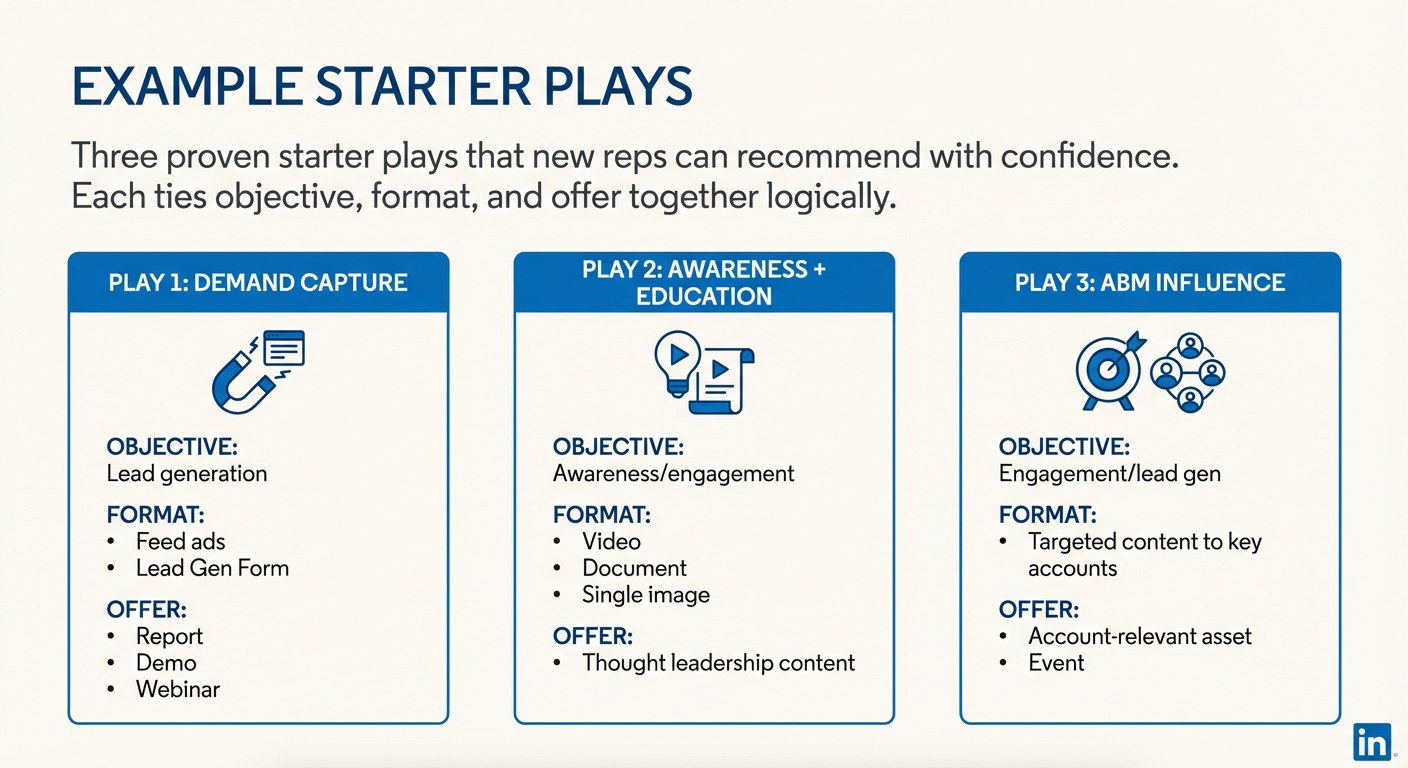 EXAMPLE STARTER PLAYS
Three proven starter plays that new reps can recommend with confidence.
Each ties objective, format, and offer together logically.
PLAY 1: DEMAND CAPTURE
OBJECTIVE:
Lead generation
FORMAT:
• Feed ads
• Lead Gen Form
OFFER:
• Report
• Demo
• Webinar
PLAY 2: AWARENESS +
EDUCATION
OBJECTIVE:
Awareness/engagement
FORMAT:
• Video
• Document
• Single image
OFFER:
• Thought leadership content
PLAY 3: ABM INFLUENCE
OBJECTIVE:
Engagement/lead gen
FORMAT:
• Targeted content to key
accounts
OFFER:
• Account-relevant asset
• Event
in